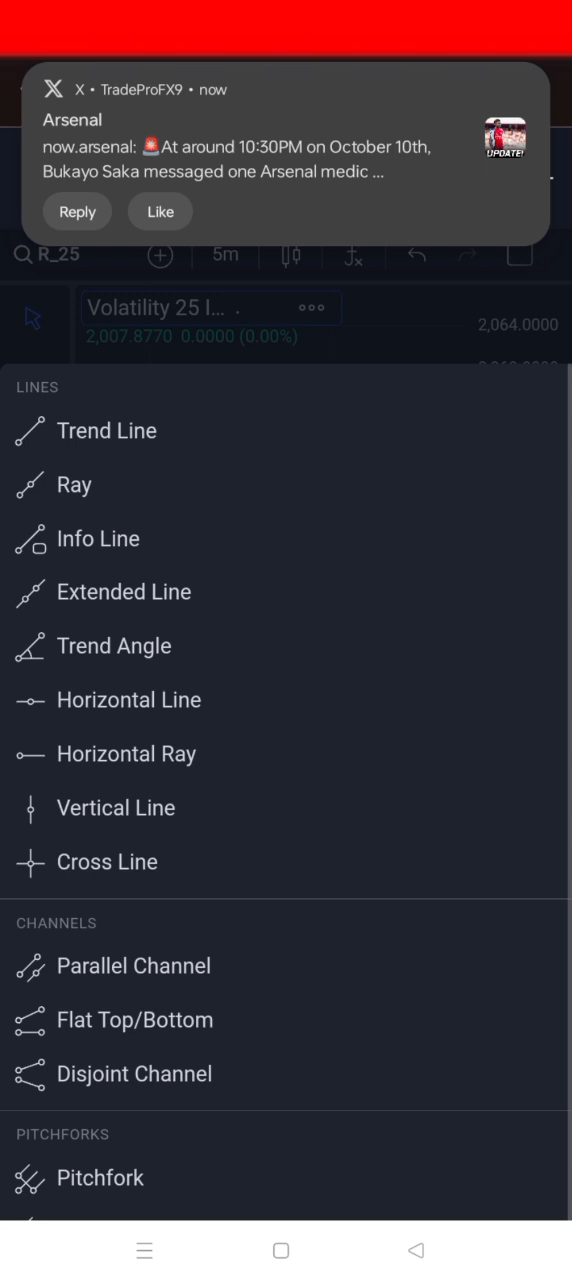 X • TradeProFX9 • now
Arsenal
now.arsenal: 🚨At around 10:30PM on October 10th,
Bukayo Saka messaged one Arsenal medic ...
UPDATE!
Reply
Like
R_25
5m
Volatility 25 I... .
2,007.8770 0.0000 (0.00%)
2,064.0000
LINES
Trend Line
Ray
Info Line
Extended Line
Trend Angle
Horizontal Line
Horizontal Ray
Vertical Line
Cross Line
CHANNELS
Parallel Channel
Flat Top/Bottom
Disjoint Channel
PITCHFORKS
Pitchfork